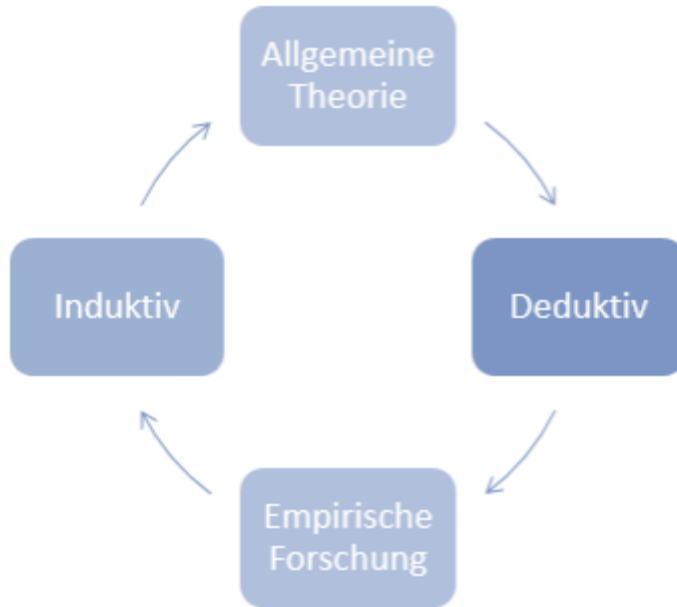 Allgemeine
Theorie
Induktiv
Deduktiv
Empirische
Forschung